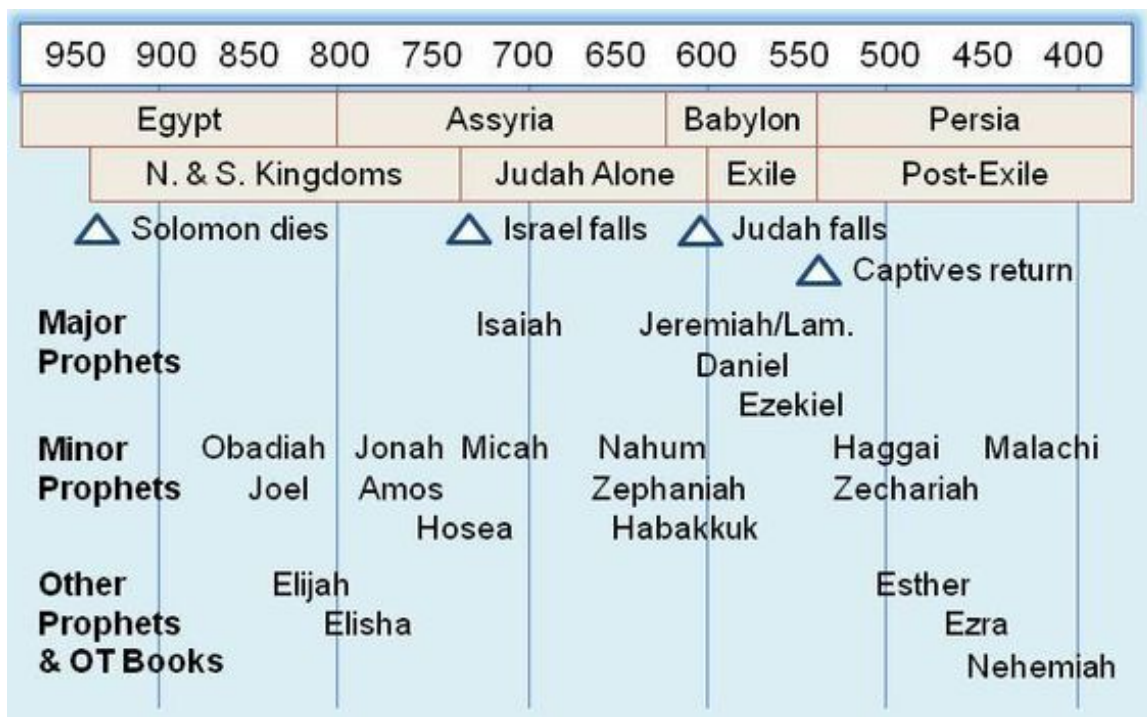 950 900 850 800 750 700 650 600 550 500 450 400
Egypt Assyria Babylon Persia
N. & S. Kingdoms Judah Alone Exile Post-Exile
Solomon dies Israel falls Judah falls
Captives return
Major Isaiah Jeremiah/Lam.
Prophets Daniel
Ezekiel
Minor Obadiah Jonah Micah Nahum Haggai Malachi
Prophets Joel Amos Zephaniah Zechariah
Hosea Habakkuk
Other Elijah Esther
Prophets Elisha Ezra
& OT Books Nehemiah